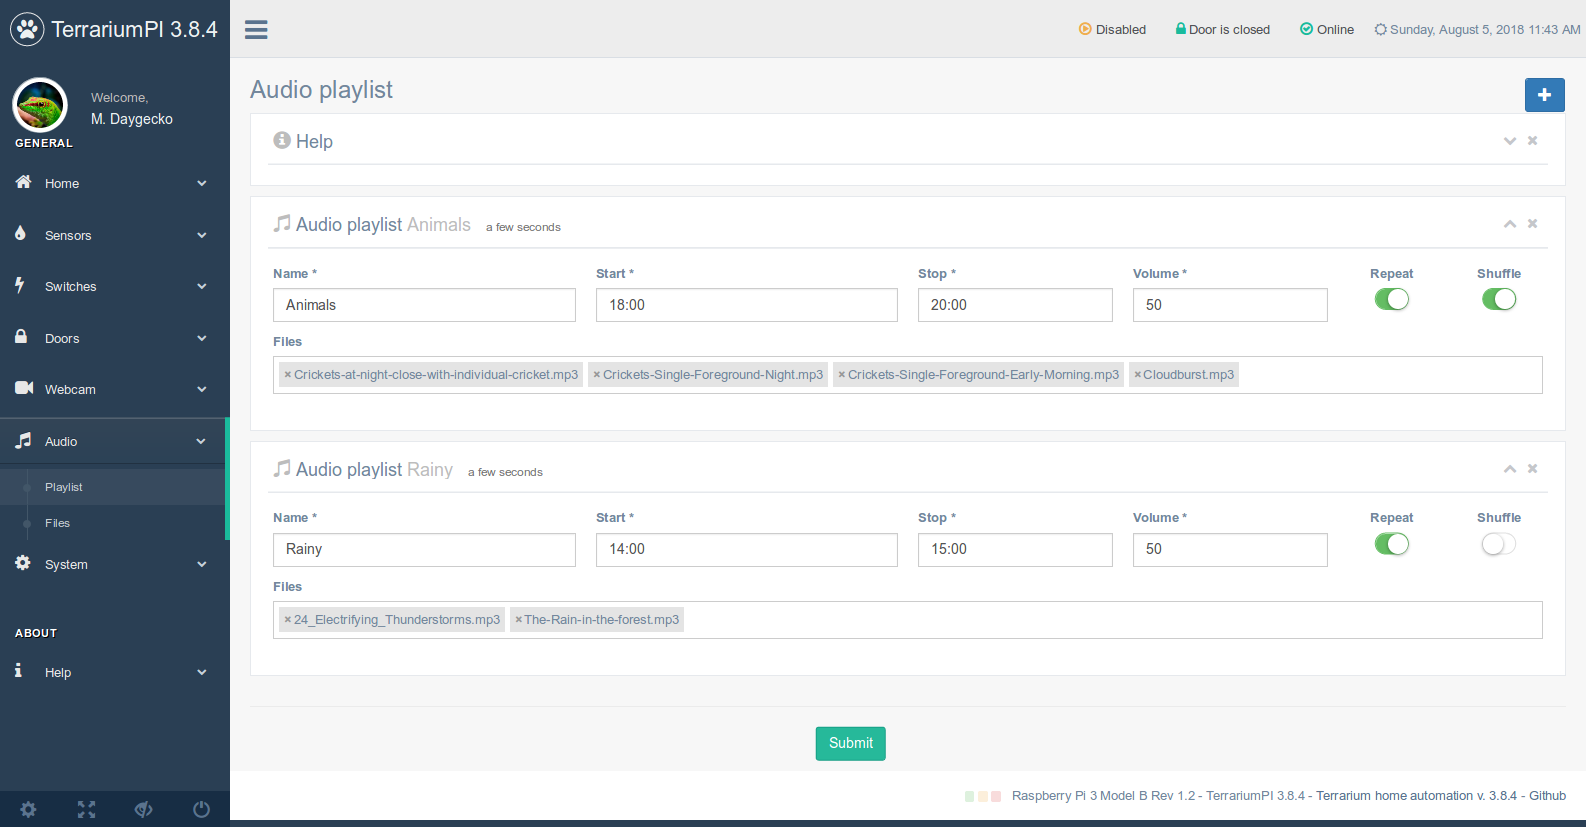 TerrariumPI 3.8.4
Disabled
Door is closed
Online
Sunday, August 5, 2018 11:43 AM
Welcome,
M. Daygecko
GENERAL
Home
Sensors
Switches
Doors
Webcam
Audio
Playlist
Files
System
ABOUT
Help
Audio playlist
Help
Audio playlist Animals a few seconds
Name * Start * Stop * Volume * Repeat Shuffle
Animals 18:00 20:00 50
Files
×Crickets-at-night-close-with-individual-cricket.mp3 ×Crickets-Single-Foreground-Night.mp3 ×Crickets-Single-Foreground-Early-Morning.mp3 ×Cloudburst.mp3
Audio playlist Rainy a few seconds
Name * Start * Stop * Volume * Repeat Shuffle
Rainy 14:00 15:00 50
Files
×24_Electrifying_Thunderstorms.mp3 ×The-Rain-in-the-forest.mp3
Submit
Raspberry Pi 3 Model B Rev 1.2 - TerrariumPI 3.8.4 - Terrarium home automation v. 3.8.4 - Github